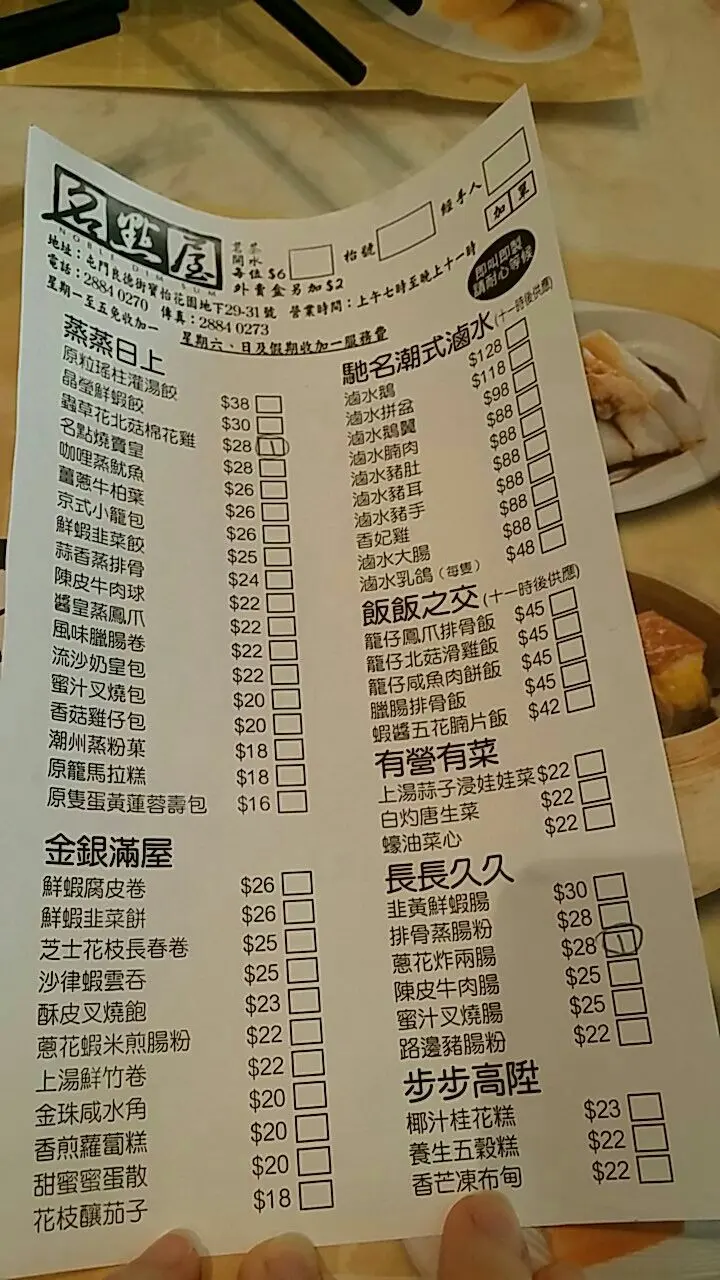 名點屋
NOBLE DIM SUM
茗茶
開水
每位 $6
外賣盒另加 $2
枱號
經手人
加單
地址：屯門良德街寶怡花園地下29-31號 營業時間：上午七時至晚上十一時
電話：2884 0270 傳真：2884 0273
星期一至五免收加一 星期六、日及假期收加一服務費
即叫即製
請耐心等候
蒸蒸日上
原粒瑤柱灌湯餃 $38
晶瑩鮮蝦餃 $30
蟲草花北菇棉花雞 $28
名點燒賣皇 $28
咖哩蒸魷魚 $26
薑蔥牛柏葉 $26
京式小籠包 $26
鮮蝦韭菜餃 $25
蒜香蒸排骨 $24
陳皮牛肉球 $22
醬皇蒸鳳爪 $22
風味臘腸卷 $22
流沙奶皇包 $22
蜜汁叉燒包 $20
香菇雞仔包 $20
潮州蒸粉菓 $18
原籠馬拉糕 $18
原隻蛋黃蓮蓉壽包 $16
金銀滿屋
鮮蝦腐皮卷 $26
鮮蝦韭菜餅 $26
芝士花枝長春卷 $25
沙律蝦雲吞 $25
酥皮叉燒飽 $23
蔥花蝦米煎腸粉 $22
上湯鮮竹卷 $22
金珠咸水角 $20
香煎蘿蔔糕 $20
甜蜜蜜蛋散 $20
花枝釀茄子 $18
馳名潮式滷水 (十一時後供應)
滷水鵝 $128
滷水拼盆 $118
滷水鵝翼 $98
滷水腩肉 $88
滷水豬肚 $88
滷水豬耳 $88
滷水豬手 $88
香妃雞 $88
滷水大腸 $88
滷水乳鴿（每隻） $48
飯飯之交 (十一時後供應)
籠仔鳳爪排骨飯 $45
籠仔北菇滑雞飯 $45
籠仔咸魚肉餅飯 $45
臘腸排骨飯 $45
蝦醬五花腩片飯 $42
有營有菜
上湯蒜子浸娃娃菜 $22
白灼唐生菜 $22
蠔油菜心 $22
長長久久
韭黃鮮蝦腸 $30
排骨蒸腸粉 $28
蔥花炸兩腸 $28
陳皮牛肉腸 $25
蜜汁叉燒腸 $25
路邊豬腸粉 $22
步步高陞
椰汁桂花糕 $23
養生五穀糕 $22
香芒凍布甸 $22